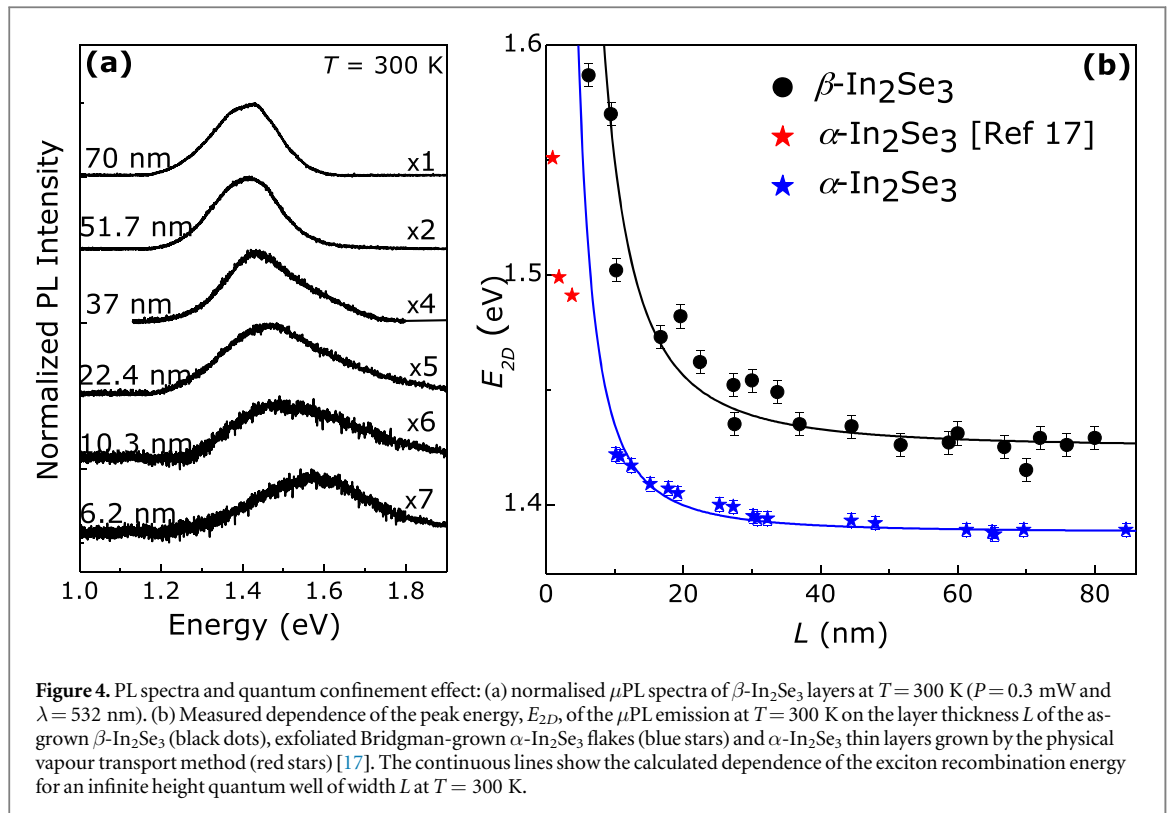 (a)
T = 300 K
70 nm
x1
51.7 nm
x2
37 nm
x4
22.4 nm
x5
10.3 nm
x6
6.2 nm
x7
Normalized PL Intensity
1.0 1.2 1.4 1.6 1.8
Energy (eV)
(b)
β-In2Se3
α-In2Se3 [Ref 17]
α-In2Se3
1.6
1.5
1.4
E2D (eV)
0 20 40 60 80
L (nm)
Figure 4. PL spectra and quantum confinement effect: (a) normalised μPL spectra of β-In2Se3 layers at T = 300 K (P = 0.3 mW and
λ = 532 nm). (b) Measured dependence of the peak energy, E2D, of the μPL emission at T = 300 K on the layer thickness L of the as-
grown β-In2Se3 (black dots), exfoliated Bridgman-grown α-In2Se3 flakes (blue stars) and α-In2Se3 thin layers grown by the physical
vapour transport method (red stars) [17]. The continuous lines show the calculated dependence of the exciton recombination energy
for an infinite height quantum well of width L at T = 300 K.